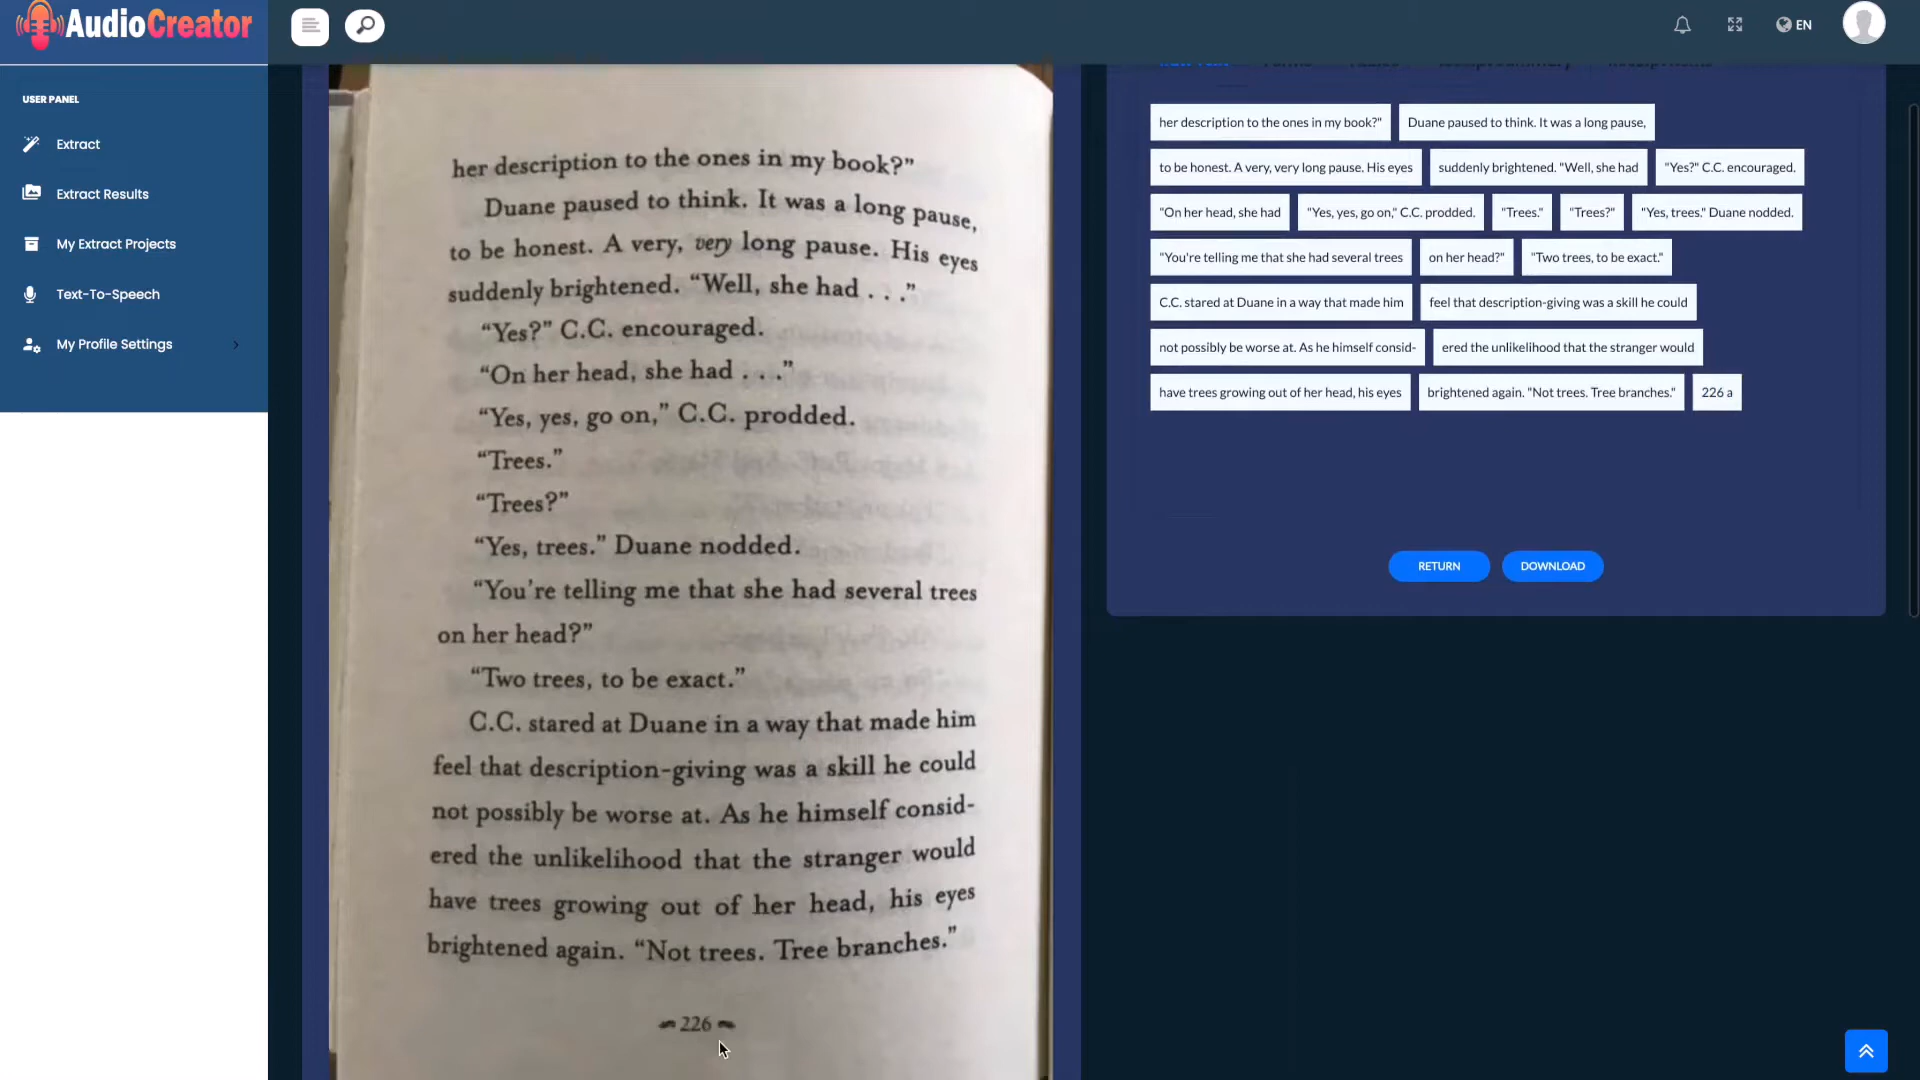 AudioCreator
EN
USER PANEL
Extract
Extract Results
My Extract Projects
Text-To-Speech
My Profile Settings
her description to the ones in my book?”
Duane paused to think. It was a long pause,
to be honest. A very, very long pause. His eyes
suddenly brightened. “Well, she had . . .”
“Yes?” C.C. encouraged.
“On her head, she had . . .”
“Yes, yes, go on,” C.C. prodded.
“Trees.”
“Trees?”
“Yes, trees.” Duane nodded.
“You’re telling me that she had several trees
on her head?”
“Two trees, to be exact.”
C.C. stared at Duane in a way that made him
feel that description-giving was a skill he could
not possibly be worse at. As he himself consid-
ered the unlikelihood that the stranger would
have trees growing out of her head, his eyes
brightened again. “Not trees. Tree branches.”
226
her description to the ones in my book?" Duane paused to think. It was a long pause,
to be honest. A very, very long pause. His eyes suddenly brightened. "Well, she had "Yes?" C.C. encouraged.
"On her head, she had "Yes, yes, go on," C.C. prodded. "Trees." "Trees?" "Yes, trees." Duane nodded.
"You're telling me that she had several trees on her head?" "Two trees, to be exact."
C.C. stared at Duane in a way that made him feel that description-giving was a skill he could
not possibly be worse at. As he himself consid- ered the unlikelihood that the stranger would
have trees growing out of her head, his eyes brightened again. "Not trees. Tree branches." 226 a
RETURN DOWNLOAD